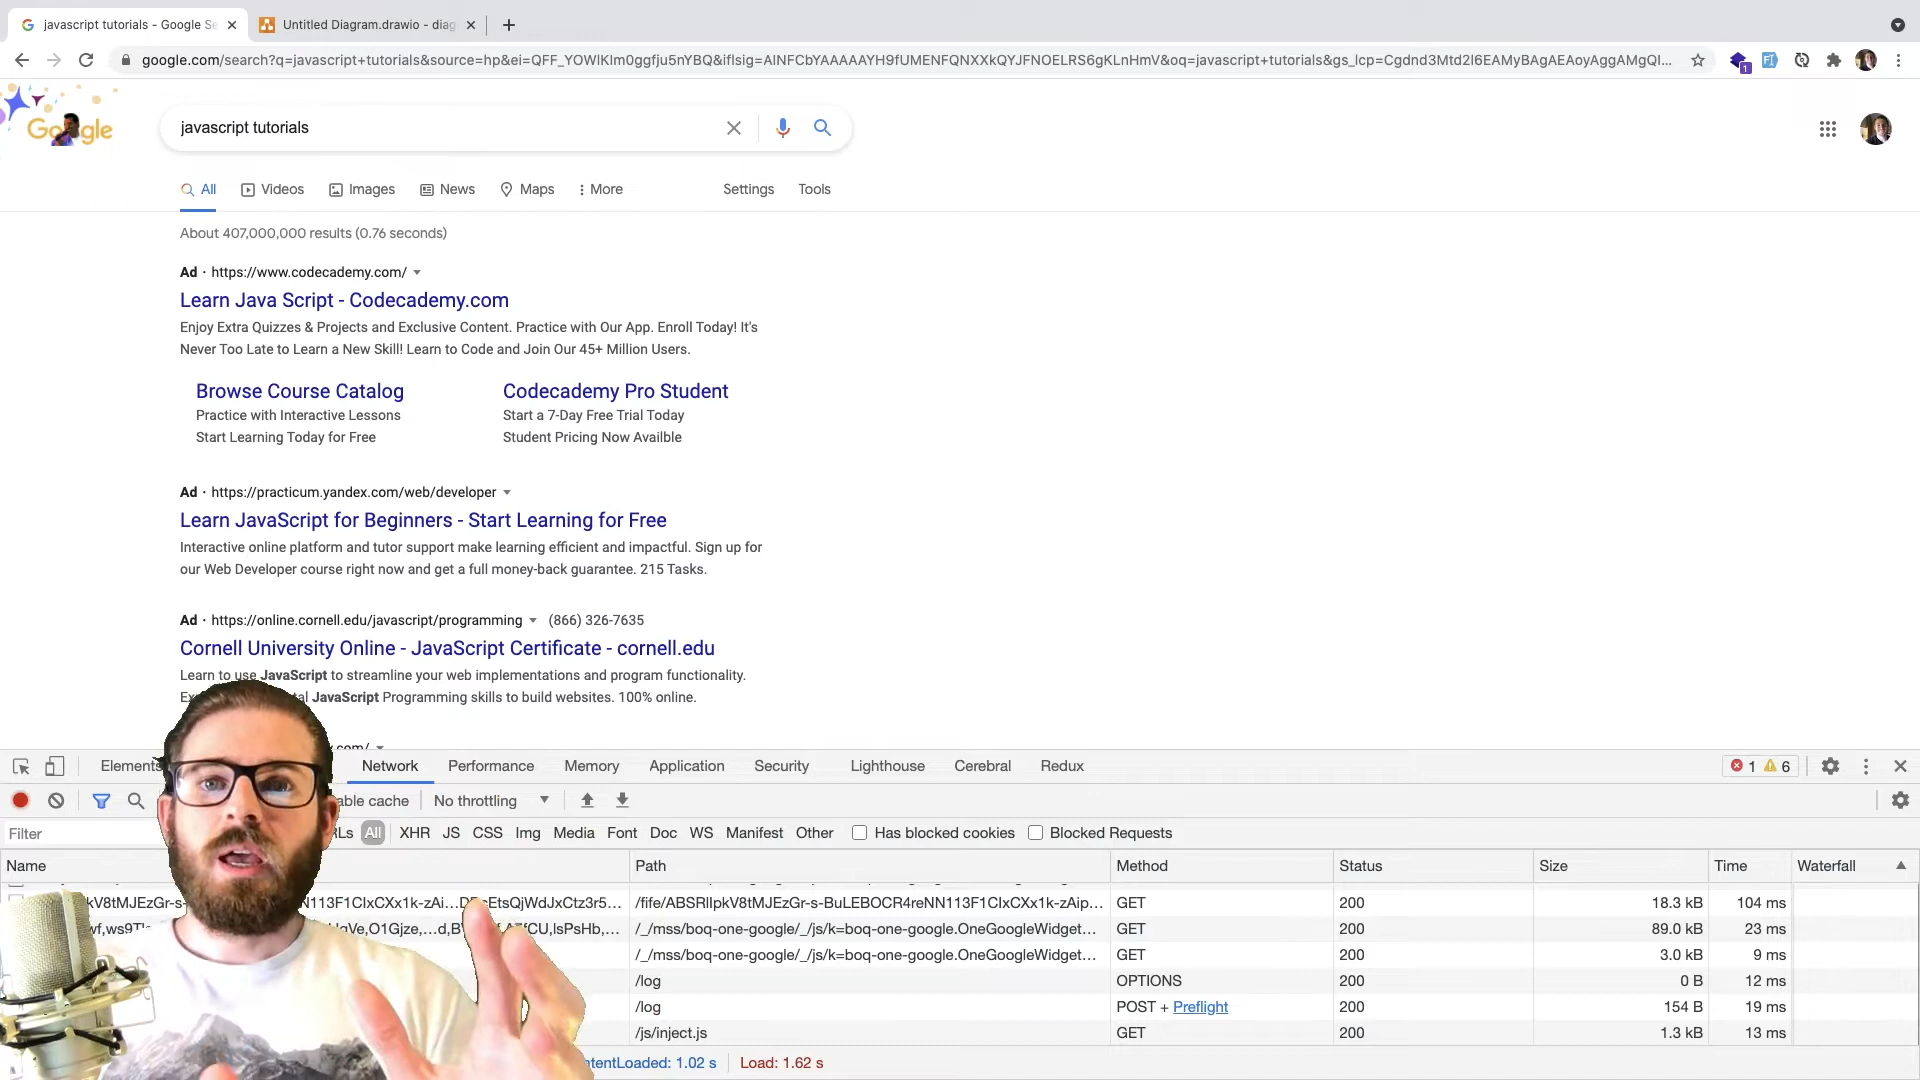 javascript tutorials - Google Se
Untitled Diagram.drawio - diag
google.com/search?q=javascript+tutorials&source=hp&ei=QFF_YOWlKIm0ggfju5nYBQ&iflsig=AINFCbYAAAAAYH9fUMENFQNXXkQYJFNOELRS6gKLnHmV&oq=javascript+tutorials&gs_lcp=Cgdnd3Mtd2l6EAMyBAgAEAoyAggAMgQI...
1
Google
javascript tutorials
All Videos Images News Maps More Settings Tools
About 407,000,000 results (0.76 seconds)
Ad · https://www.codecademy.com/
Learn Java Script - Codecademy.com
Enjoy Extra Quizzes & Projects and Exclusive Content. Practice with Our App. Enroll Today! It's
Never Too Late to Learn a New Skill! Learn to Code and Join Our 45+ Million Users.
Browse Course Catalog
Practice with Interactive Lessons
Start Learning Today for Free
Codecademy Pro Student
Start a 7-Day Free Trial Today
Student Pricing Now Availble
Ad · https://practicum.yandex.com/web/developer
Learn JavaScript for Beginners - Start Learning for Free
Interactive online platform and tutor support make learning efficient and impactful. Sign up for
our Web Developer course right now and get a full money-back guarantee. 215 Tasks.
Ad · https://online.cornell.edu/javascript/programming (866) 326-7635
Cornell University Online - JavaScript Certificate - cornell.edu
Learn to use JavaScript to streamline your web implementations and program functionality.
JavaScript Programming skills to build websites. 100% online.
Elements Network Performance Memory Application Security Lighthouse Cerebral Redux 1 6
able cache No throttling
Filter RLs All XHR JS CSS Img Media Font Doc WS Manifest Other Has blocked cookies Blocked Requests
Name Path Method Status Size Time Waterfall
/fife/ABSRlIpkV8tMJEzGr-s-BuLEBOCR4reNN113F1CIxCXx1k-zAip... GET 200 18.3 kB 104 ms
/_/mss/boq-one-google/_/js/k=boq-one-google.OneGoogleWidget... GET 200 89.0 kB 23 ms
/_/mss/boq-one-google/_/js/k=boq-one-google.OneGoogleWidget... GET 200 3.0 kB 9 ms
/log OPTIONS 200 0 B 12 ms
/log POST + Preflight 200 154 B 19 ms
/js/inject.js GET 200 1.3 kB 13 ms
ntentLoaded: 1.02 s Load: 1.62 s